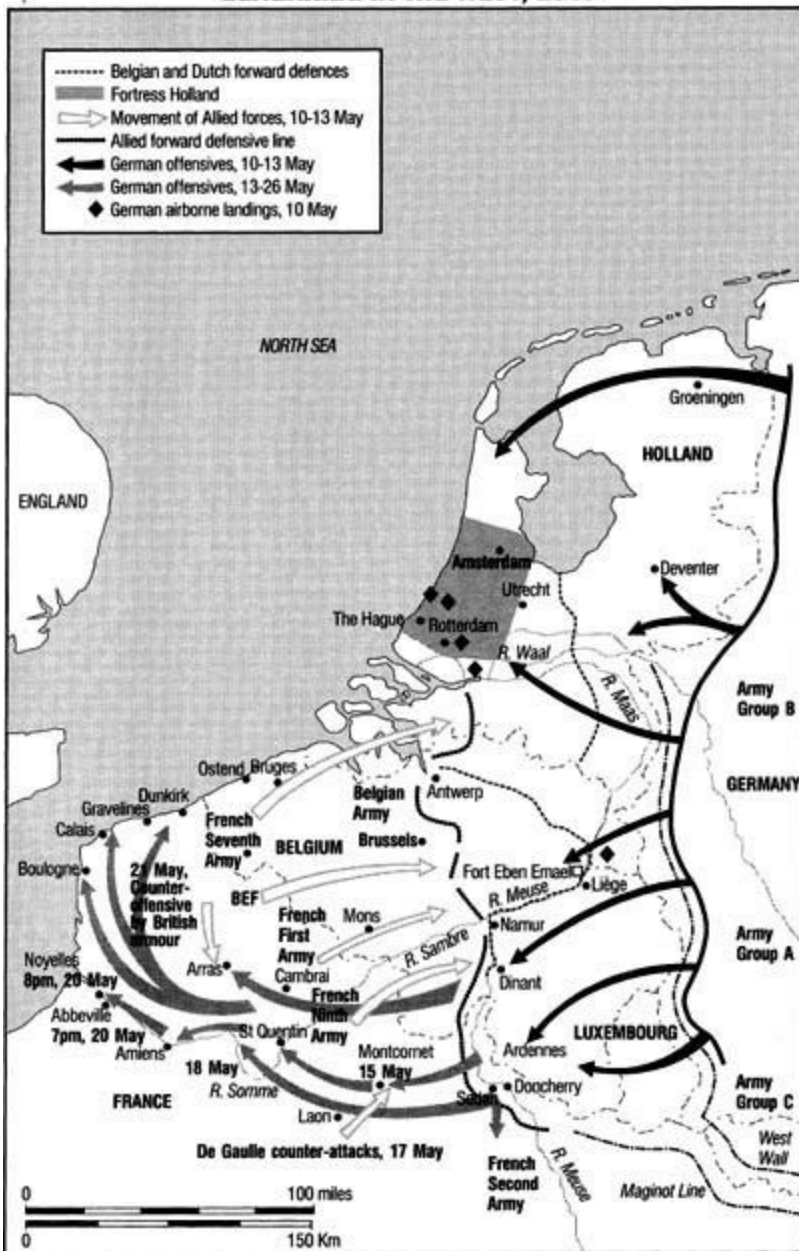 Belgian and Dutch forward defences
Fortress Holland
Movement of Allied forces, 10-13 May
Allied forward defensive line
German offensives, 10-13 May
German offensives, 13-26 May
German airborne landings, 10 May
NORTH SEA
Groeningen
HOLLAND
ENGLAND
Amsterdam
Deventer
Utrecht
The Hague
Rotterdam
R. Waal
R. Maas
Army
Group B
GERMANY
Ostend
Bruges
Dunkirk
Gravelines
Calais
Boulogne
French
Seventh
Army
BELGIUM
Belgian
Army
Antwerp
Brussels
Fort Eben Emael
Liège
R. Meuse
21 May,
Counter-
offensive
by British
armour
BEF
French
First
Army
Mons
R. Sambre
Namur
Dinant
Army
Group A
Noyelles
8pm, 20 May
Abbeville
7pm, 20 May
Amiens
Arras
Cambrai
French
Ninth
Army
St Quentin
18 May
R. Somme
Montcornet
15 May
Laon
FRANCE
LUXEMBOURG
Ardennes
Sedan
Doocherry
Army
Group C
West
Wall
De Gaulle counter-attacks, 17 May
French
Second
Army
R. Meuse
Maginot Line
0
100 miles
0
150 Km